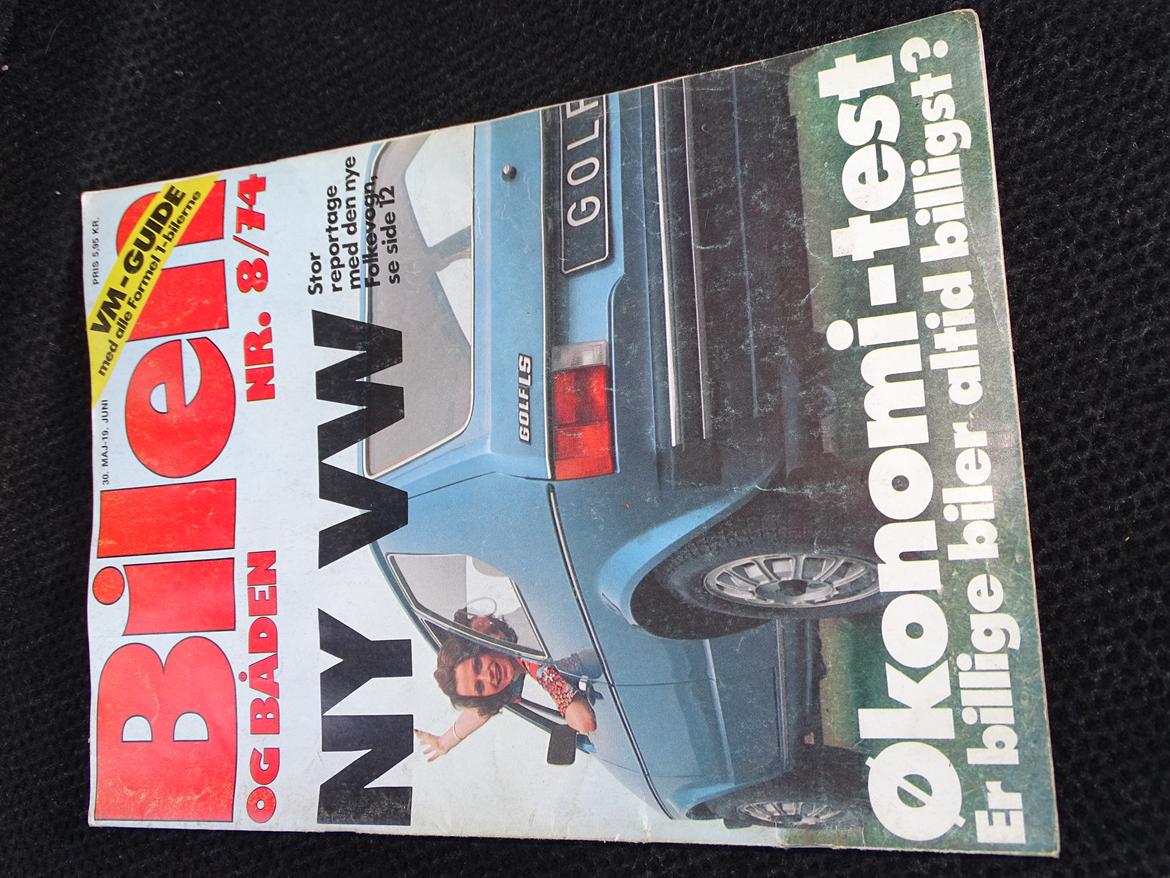 30. MAJ-19. JUNI
PRIS 5,95 KR.
VM-GUIDE
med alle Formel 1-bilerne
Bilen
OG BÅDEN
NR. 8/74
NY VW
Stor
reportage
med den nye
Folkevogn,
se side 12
GOLF LS
GOLF
Økonomi-test
Er billige biler altid billigst?